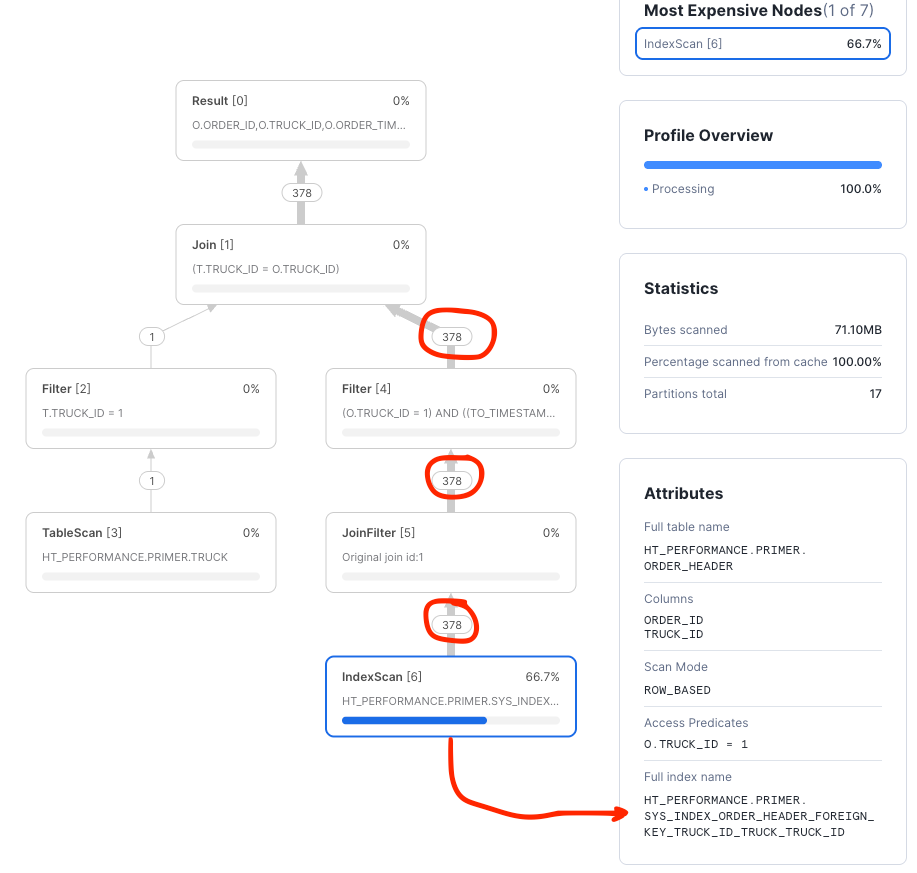 Most Expensive Nodes(1 of 7)
IndexScan [6] 66.7%
Result [0] 0%
O.ORDER_ID,O.TRUCK_ID,O.ORDER_TIM...
378
Join [1] 0%
(T.TRUCK_ID = O.TRUCK_ID)
1
378
Filter [2] 0%
T.TRUCK_ID = 1
Filter [4] 0%
(O.TRUCK_ID = 1) AND ((TO_TIMESTAM...
1
378
TableScan [3] 0%
HT_PERFORMANCE.PRIMER.TRUCK
JoinFilter [5] 0%
Original join id:1
378
IndexScan [6] 66.7%
HT_PERFORMANCE.PRIMER.SYS_INDEX...
Profile Overview
Processing 100.0%
Statistics
Bytes scanned 71.10MB
Percentage scanned from cache 100.00%
Partitions total 17
Attributes
Full table name
HT_PERFORMANCE.PRIMER.
ORDER_HEADER
Columns
ORDER_ID
TRUCK_ID
Scan Mode
ROW_BASED
Access Predicates
O.TRUCK_ID = 1
Full index name
HT_PERFORMANCE.PRIMER.
SYS_INDEX_ORDER_HEADER_FOREIGN_
KEY_TRUCK_ID_TRUCK_TRUCK_ID